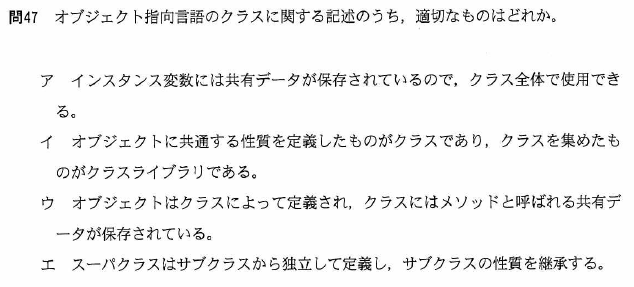 問47 オブジェクト指向言語のクラスに関する記述のうち，適切なものはどれか。
ア インスタンス変数には共有データが保存されているので，クラス全体で使用でき
る。
イ オブジェクトに共通する性質を定義したものがクラスであり，クラスを集めたも
のがクラスライブラリである。
ウ オブジェクトはクラスによって定義され，クラスにはメソッドと呼ばれる共有デ
ータが保存されている。
エ スーパクラスはサブクラスから独立して定義し，サブクラスの性質を継承する。